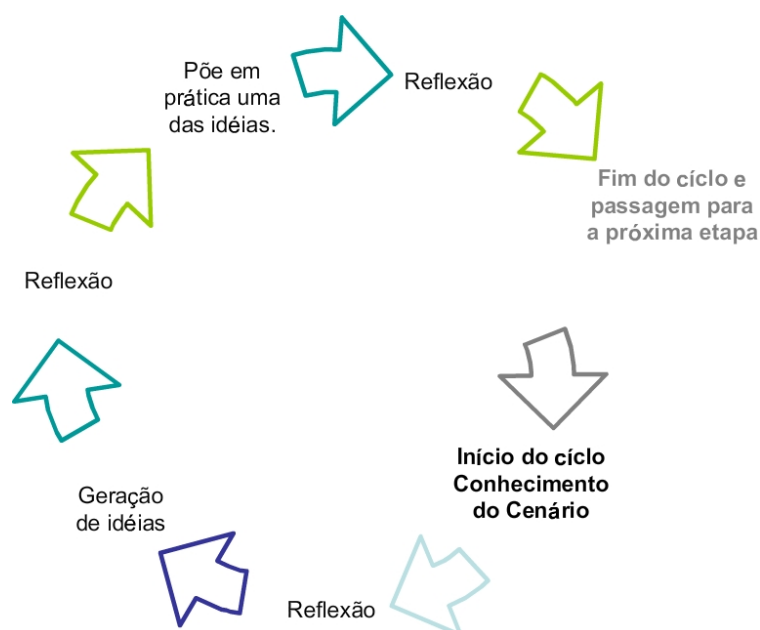 Põe em
prática uma
das idéias.
Reflexão
Fim do cíclo e
passagem para
a próxima etapa
Início do cíclo
Conhecimento
do Cenário
Reflexão
Geração
de idéias
Reflexão